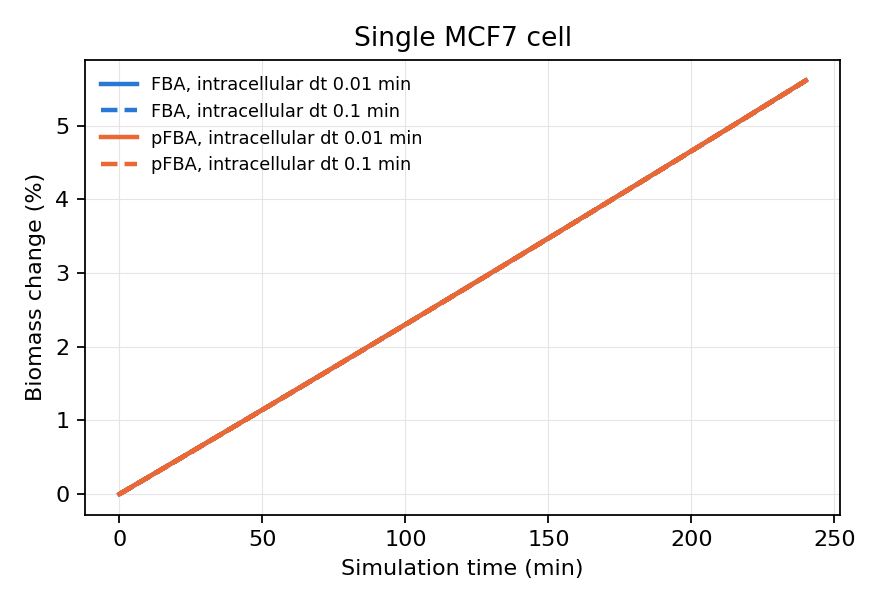 Single MCF7 cell
FBA, intracellular dt 0.01 min
FBA, intracellular dt 0.1 min
pFBA, intracellular dt 0.01 min
pFBA, intracellular dt 0.1 min
Biomass change (%)
5
4
3
2
1
0
0 50 100 150 200 250
Simulation time (min)